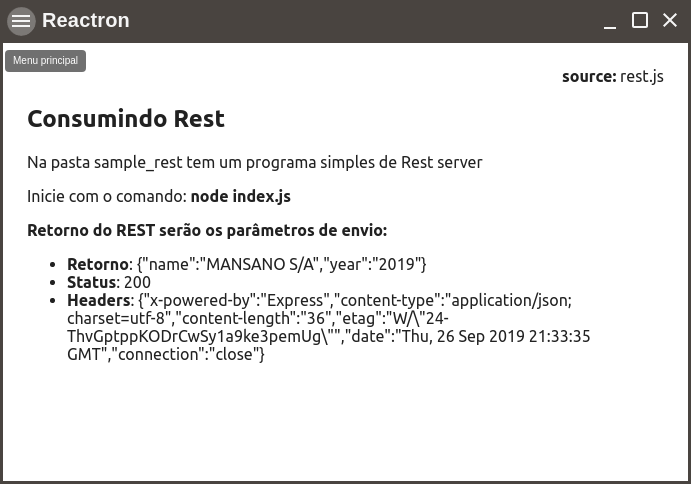 Reactron
Menu principal
source: rest.js
Consumindo Rest
Na pasta sample_rest tem um programa simples de Rest server
Inicie com o comando: node index.js
Retorno do REST serão os parâmetros de envio:
Retorno: {"name":"MANSANO S/A","year":"2019"}
Status: 200
Headers: {"x-powered-by":"Express","content-type":"application/json;
charset=utf-8","content-length":"36","etag":"W/\"24-
ThvGptppKODrCwSy1a9ke3pemUg\"","date":"Thu, 26 Sep 2019 21:33:35
GMT","connection":"close"}